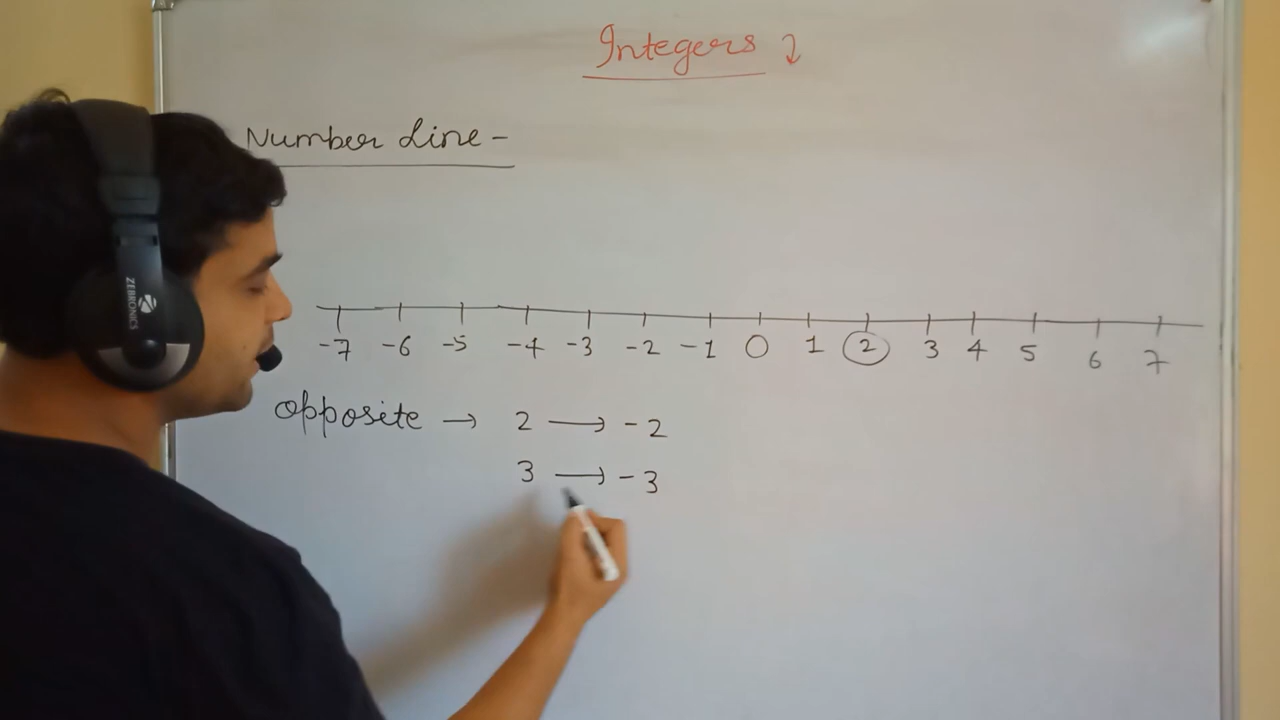 Integers ↓
Number Line -
-7 -6 -5 -4 -3 -2 -1 0 1 2 3 4 5 6 7
opposite → 2 → -2
3 → -3
ZEBRONICS